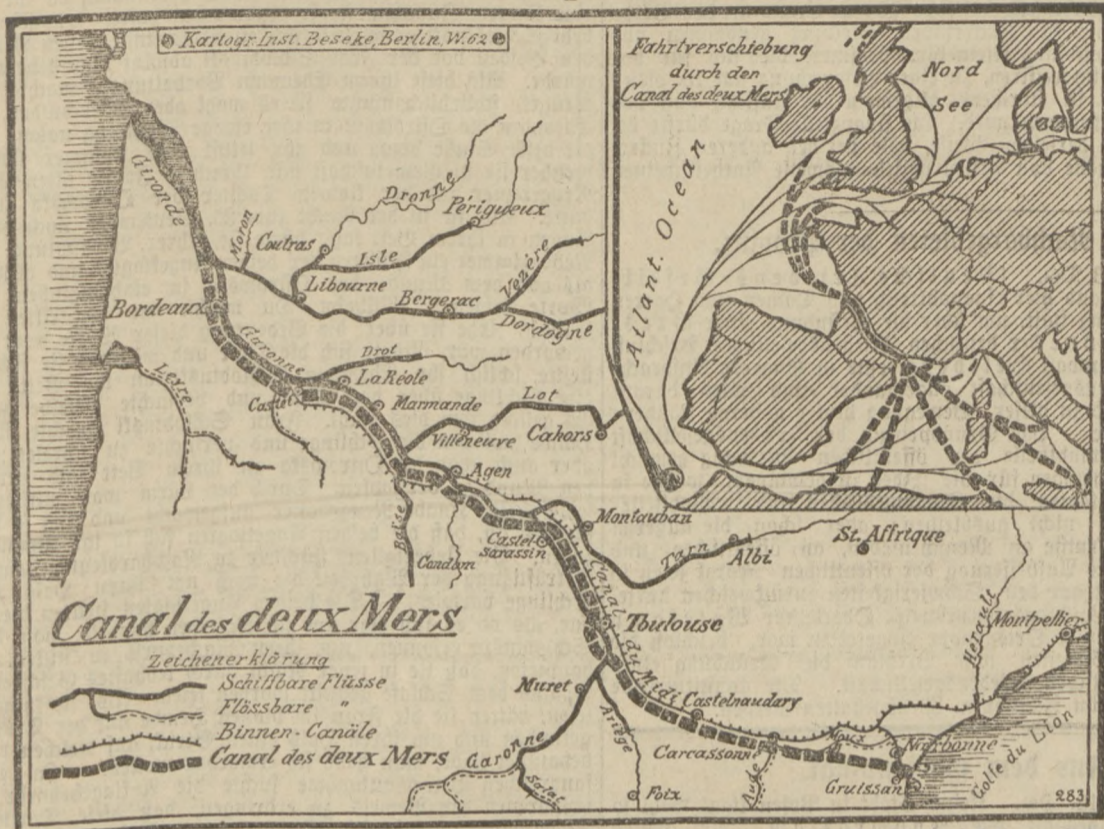 Kartogr. Inst. Beseke, Berlin, W. 62
Fahrtverschiebung
durch den
Canal des deux Mers
Nord
See
Atlant. Ocean
Gironde
Moron
Coutras
Dronne
Périgueux
Isle
Libourne
Bergerac
Vezère
Dordogne
Bordeaux
Garonne
Drot
La Réole
Leyre
Castet
Marmande
Lot
Villeneuve
Cahors
Agen
Baïse
Condom
Castel-
sarassin
Montauban
Tarn
Albi
St. Affrique
Canal du Midi
Toulouse
Hérault
Montpellier
Canal des deux Mers
Zeichenerklärung
Schiffbare Flüsse
Flössbare "
Binnen-Canäle
Canal des deux Mers
Muret
Castelnaudary
Garonne
Ariège
Salat
Foix
Carcassonne
Aude
Narbonne
Gruissan
Golfe du Lion
283